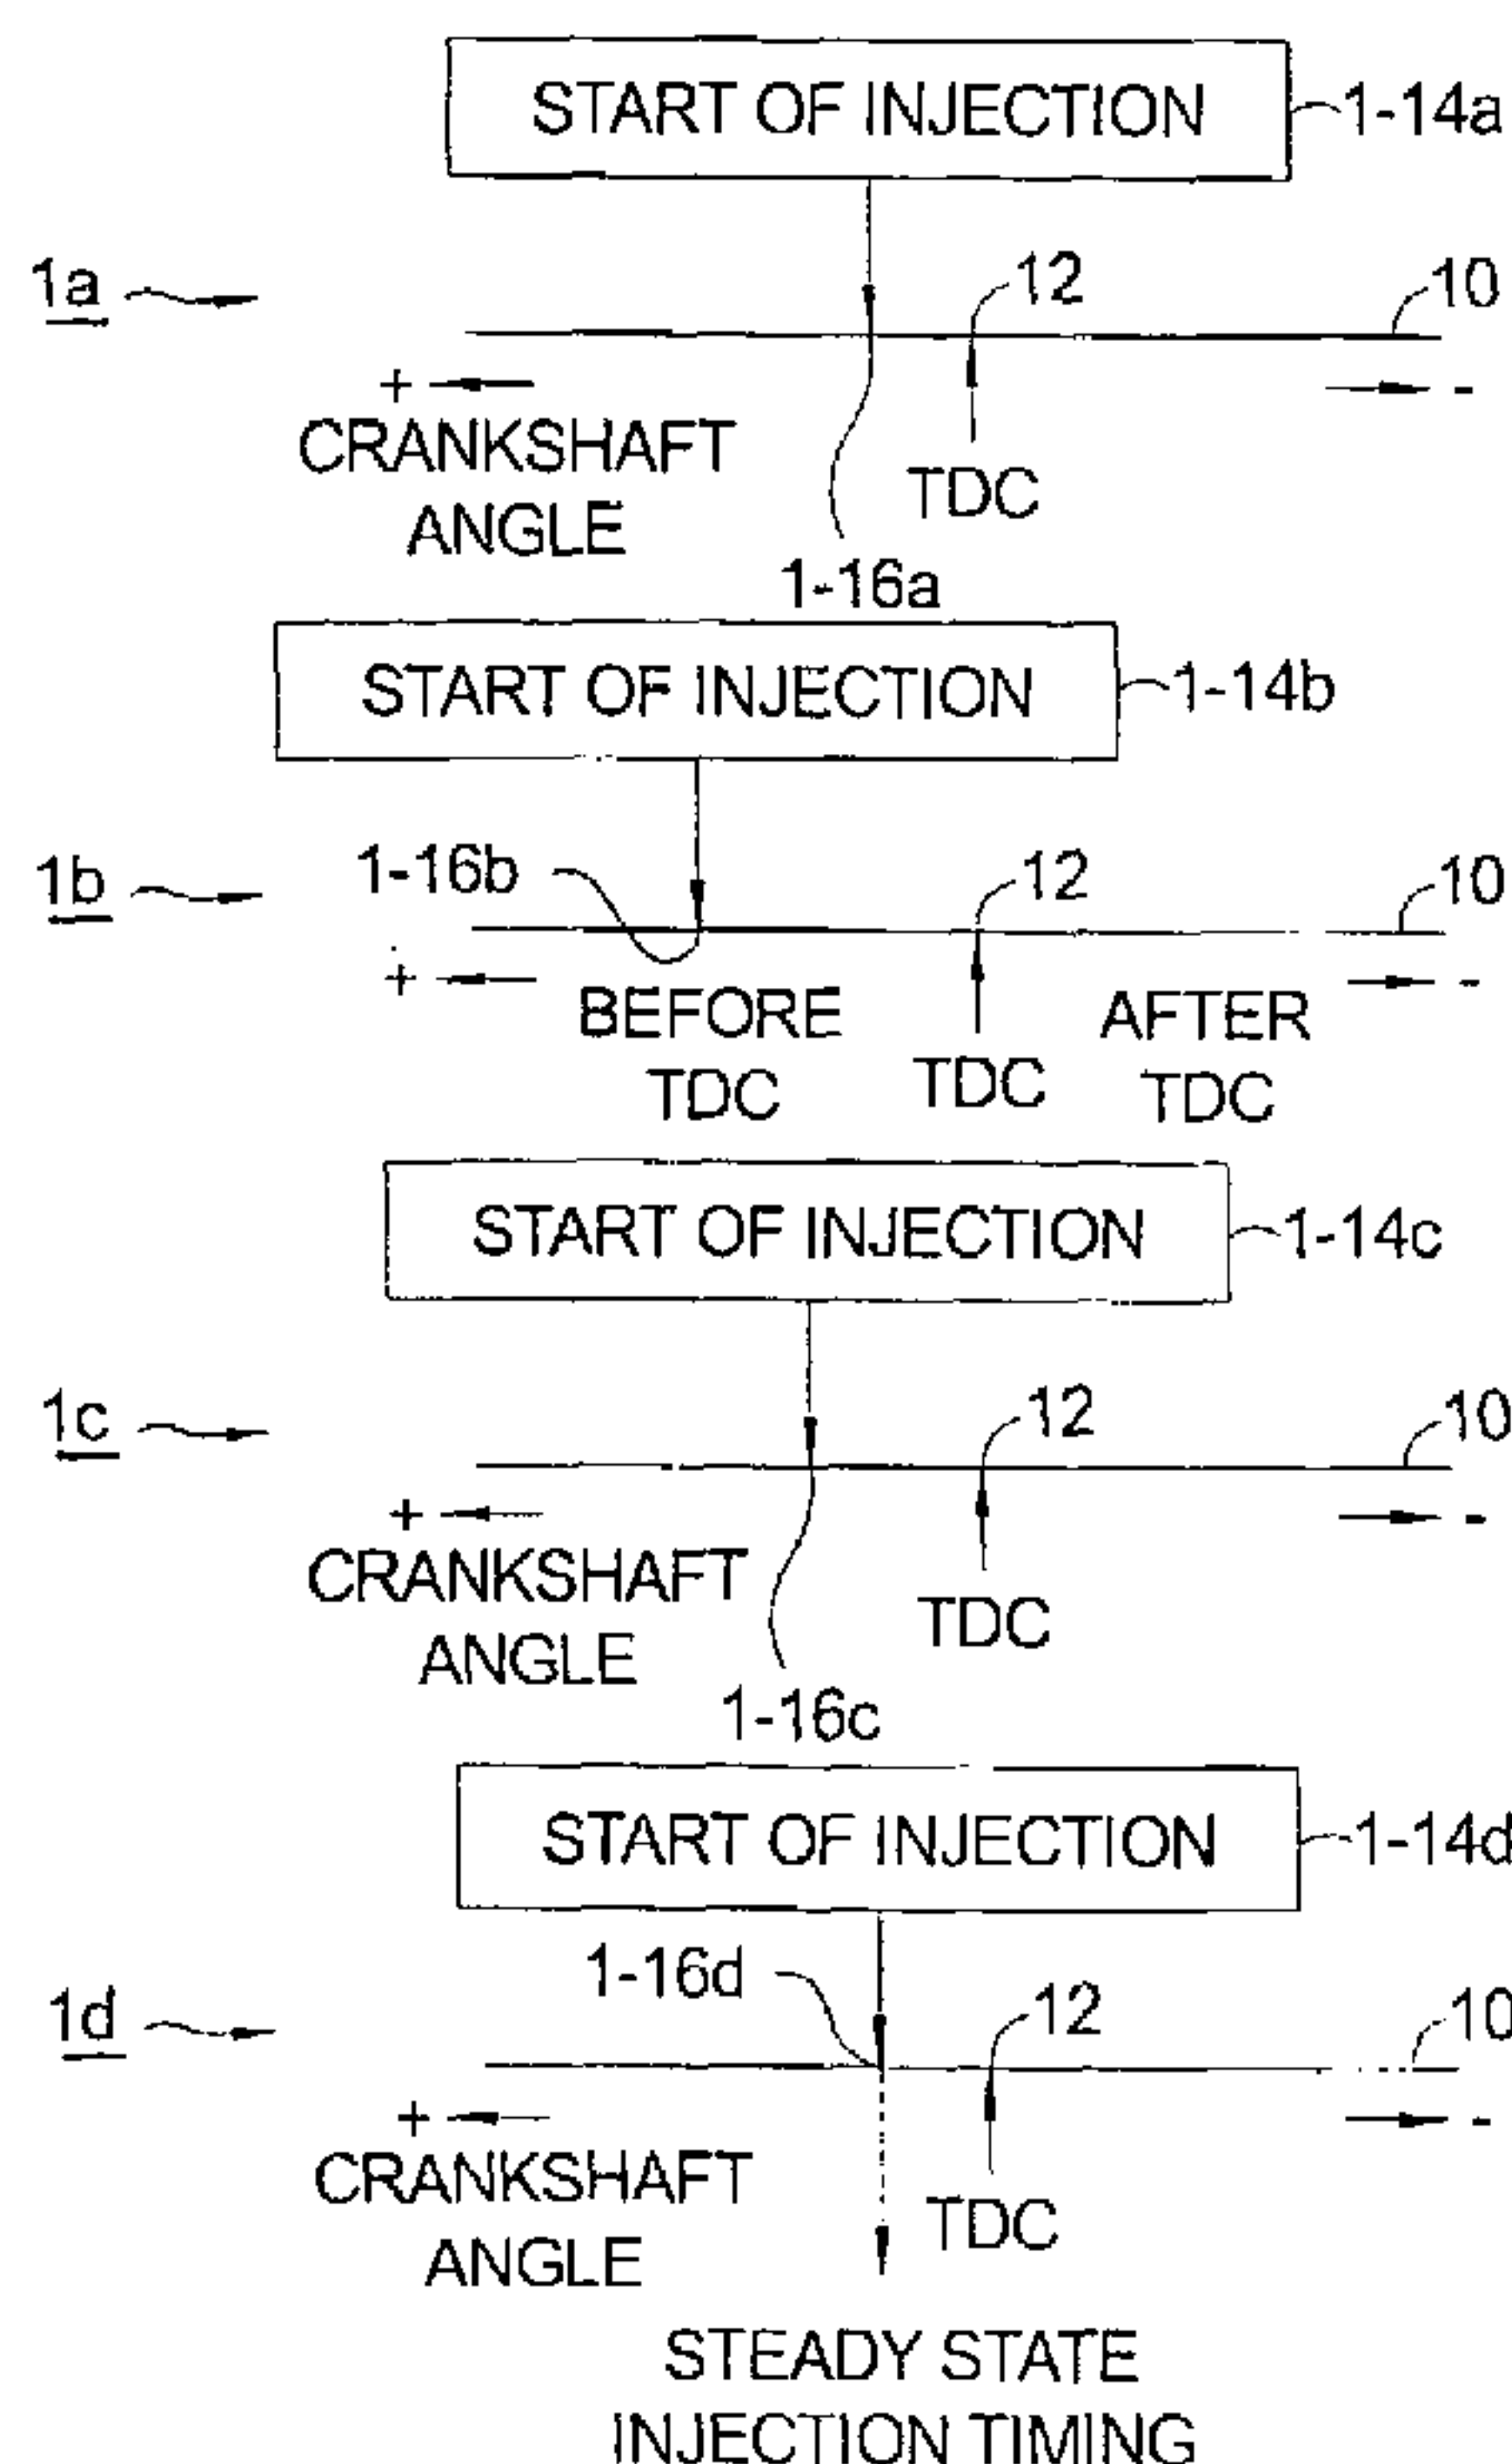 START OF INJECTION 1-14a
1a 12 10
+ -
CRANKSHAFT
ANGLE
TDC
1-16a
START OF INJECTION 1-14b
1b 1-16b 12 10
+ -
BEFORE
TDC
TDC
AFTER
TDC
START OF INJECTION 1-14c
1c 12 10
+ -
CRANKSHAFT
ANGLE
TDC
1-16c
START OF INJECTION 1-14d
1-16d
1d 12 10
+ -
CRANKSHAFT
ANGLE
TDC
STEADY STATE
INJECTION TIMING